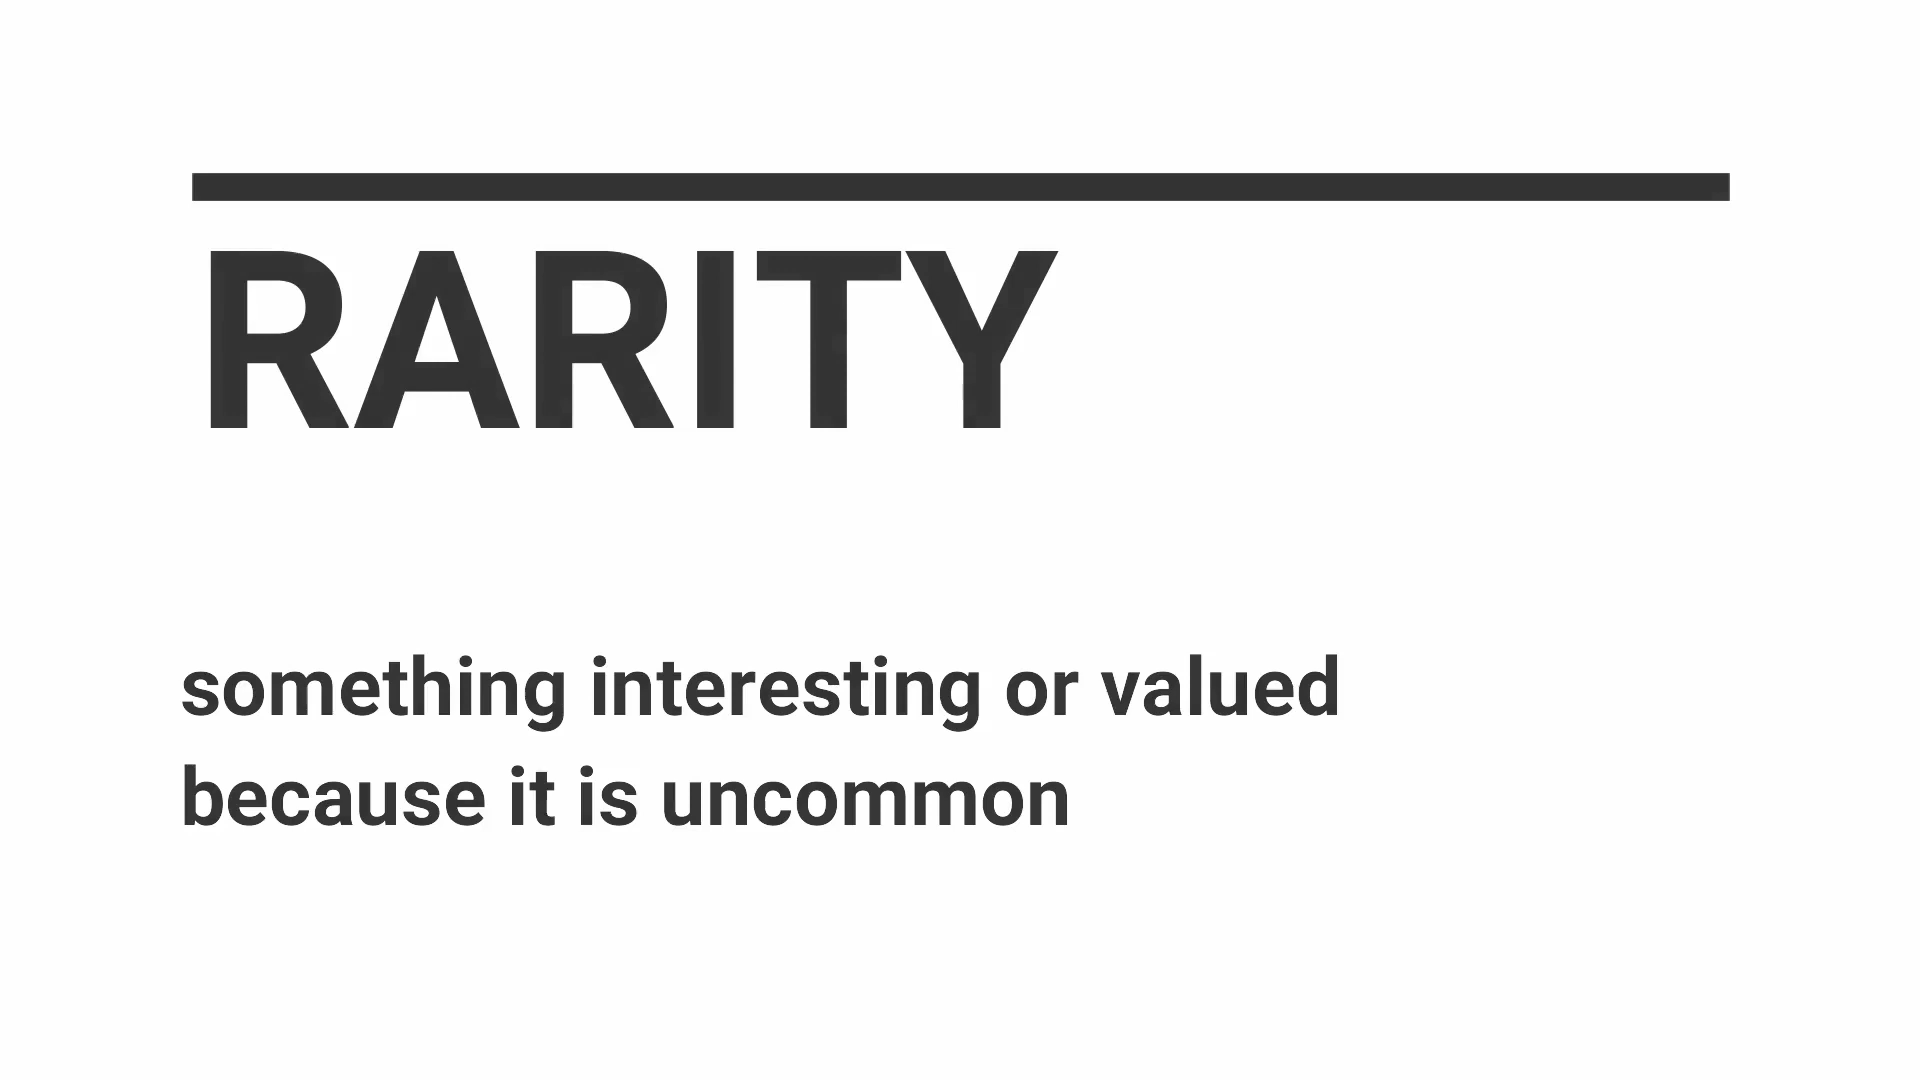 RARITY
something interesting or valued
because it is uncommon